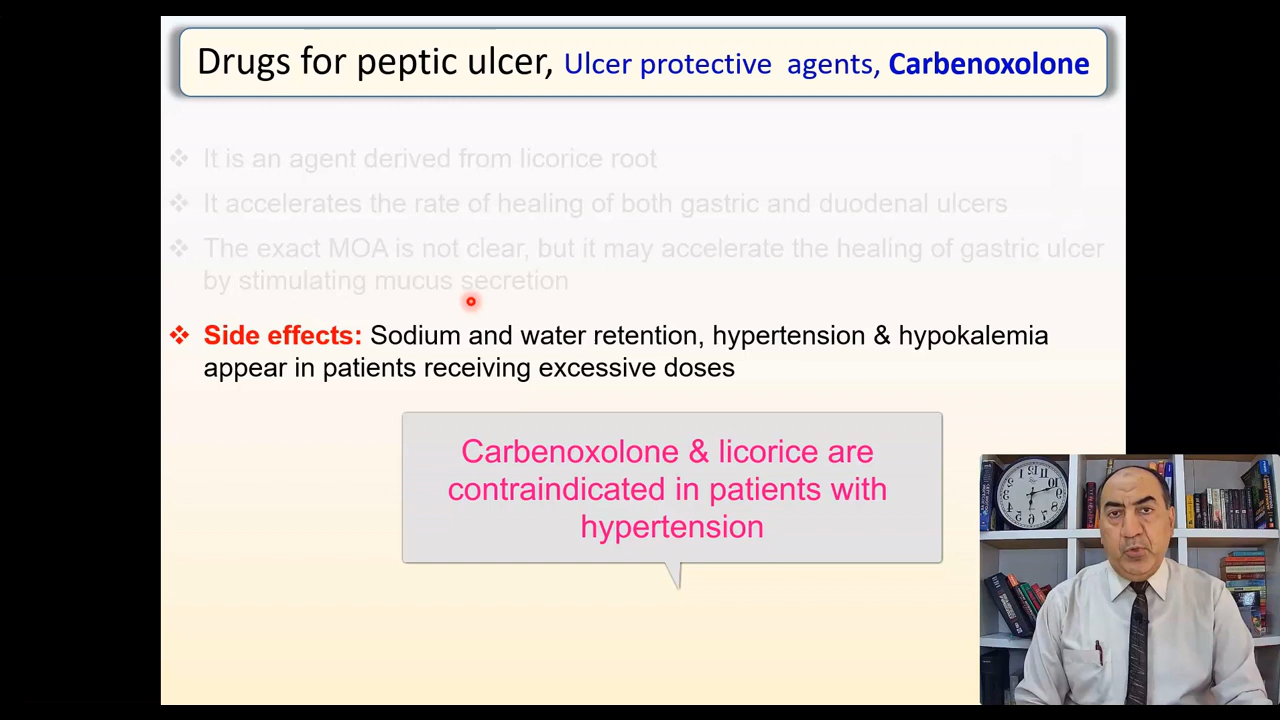 Drugs for peptic ulcer, Ulcer protective agents, Carbenoxolone
❖ It is an agent derived from licorice root
❖ It accelerates the rate of healing of both gastric and duodenal ulcers
❖ The exact MOA is not clear, but it may accelerate the healing of gastric ulcer
by stimulating mucus secretion
❖ Side effects: Sodium and water retention, hypertension & hypokalemia
appear in patients receiving excessive doses
Carbenoxolone & licorice are
contraindicated in patients with
hypertension